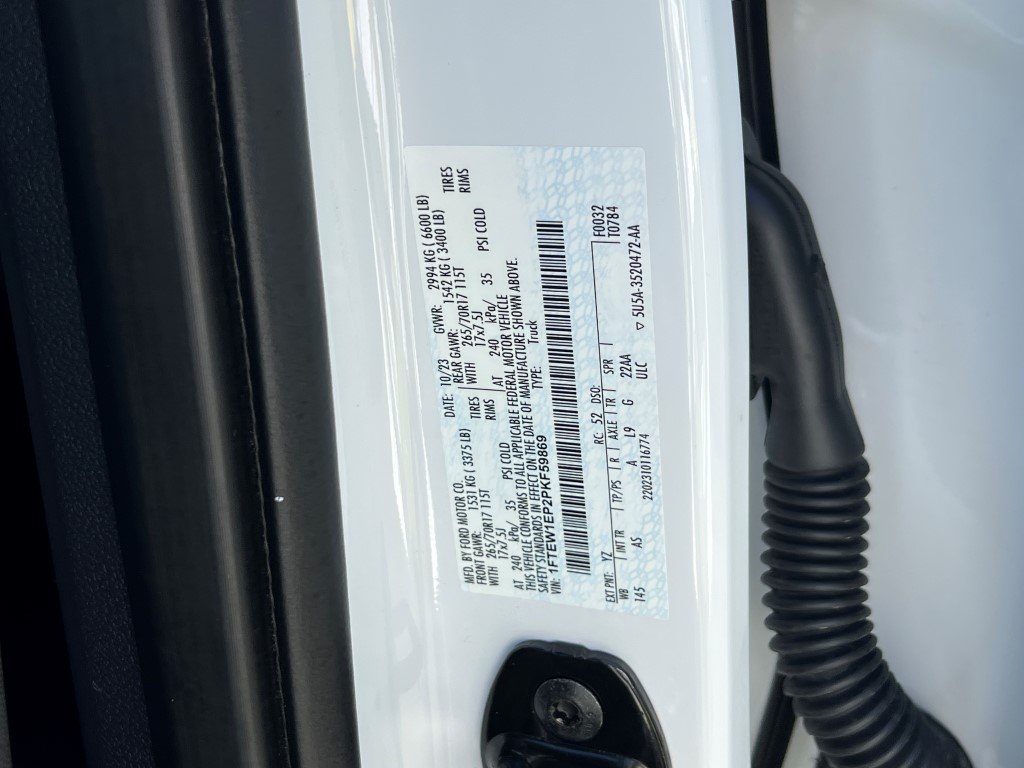 MFD. BY FORD MOTOR CO. DATE: 10/23 GVWR: 2994 KG ( 6600 LB)
FRONT GAWR: 1531 KG ( 3375 LB) REAR GAWR: 1542 KG ( 3400 LB)
WITH 265/70R17 115T TIRES WITH 265/70R17 115T TIRES
17x7.5J RIMS 17x7.5J RIMS
AT 240 kPa/ 35 PSI COLD AT 240 kPa/ 35 PSI COLD
THIS VEHICLE CONFORMS TO ALL APPLICABLE FEDERAL MOTOR VEHICLE
SAFETY STANDARDS IN EFFECT ON THE DATE OF MANUFACTURE SHOWN ABOVE.
VIN: 1FTEW1EP2PKF59869 TYPE: Truck
F0032
EXT PNT: YZ RC: 52 DSO: T0784
WB INT TR TP/PS R AXLE TR SPR
145 AS A L9 G 22AA
2202310116774 ULC ▽ 5U5A-3520472-AA